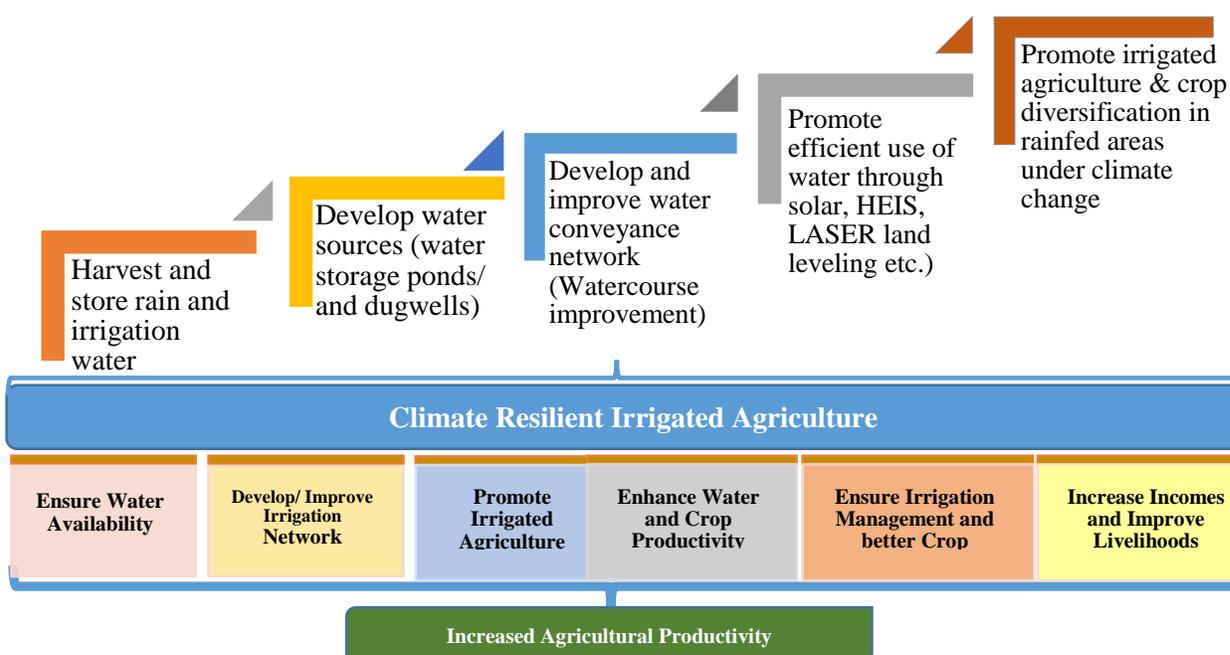 Harvest and
store rain and
irrigation
water
Develop water
sources (water
storage ponds/
and dugwells)
Develop and
improve water
conveyance
network
(Watercourse
improvement)
Promote
efficient use of
water through
solar, HEIS,
LASER land
leveling etc.)
Promote irrigated
agriculture & crop
diversification in
rainfed areas
under climate
change
Climate Resilient Irrigated Agriculture
Ensure Water
Availability
Develop/ Improve
Irrigation
Network
Promote
Irrigated
Agriculture
Enhance Water
and Crop
Productivity
Ensure Irrigation
Management and
better Crop
Increase Incomes
and Improve
Livelihoods
Increased Agricultural Productivity